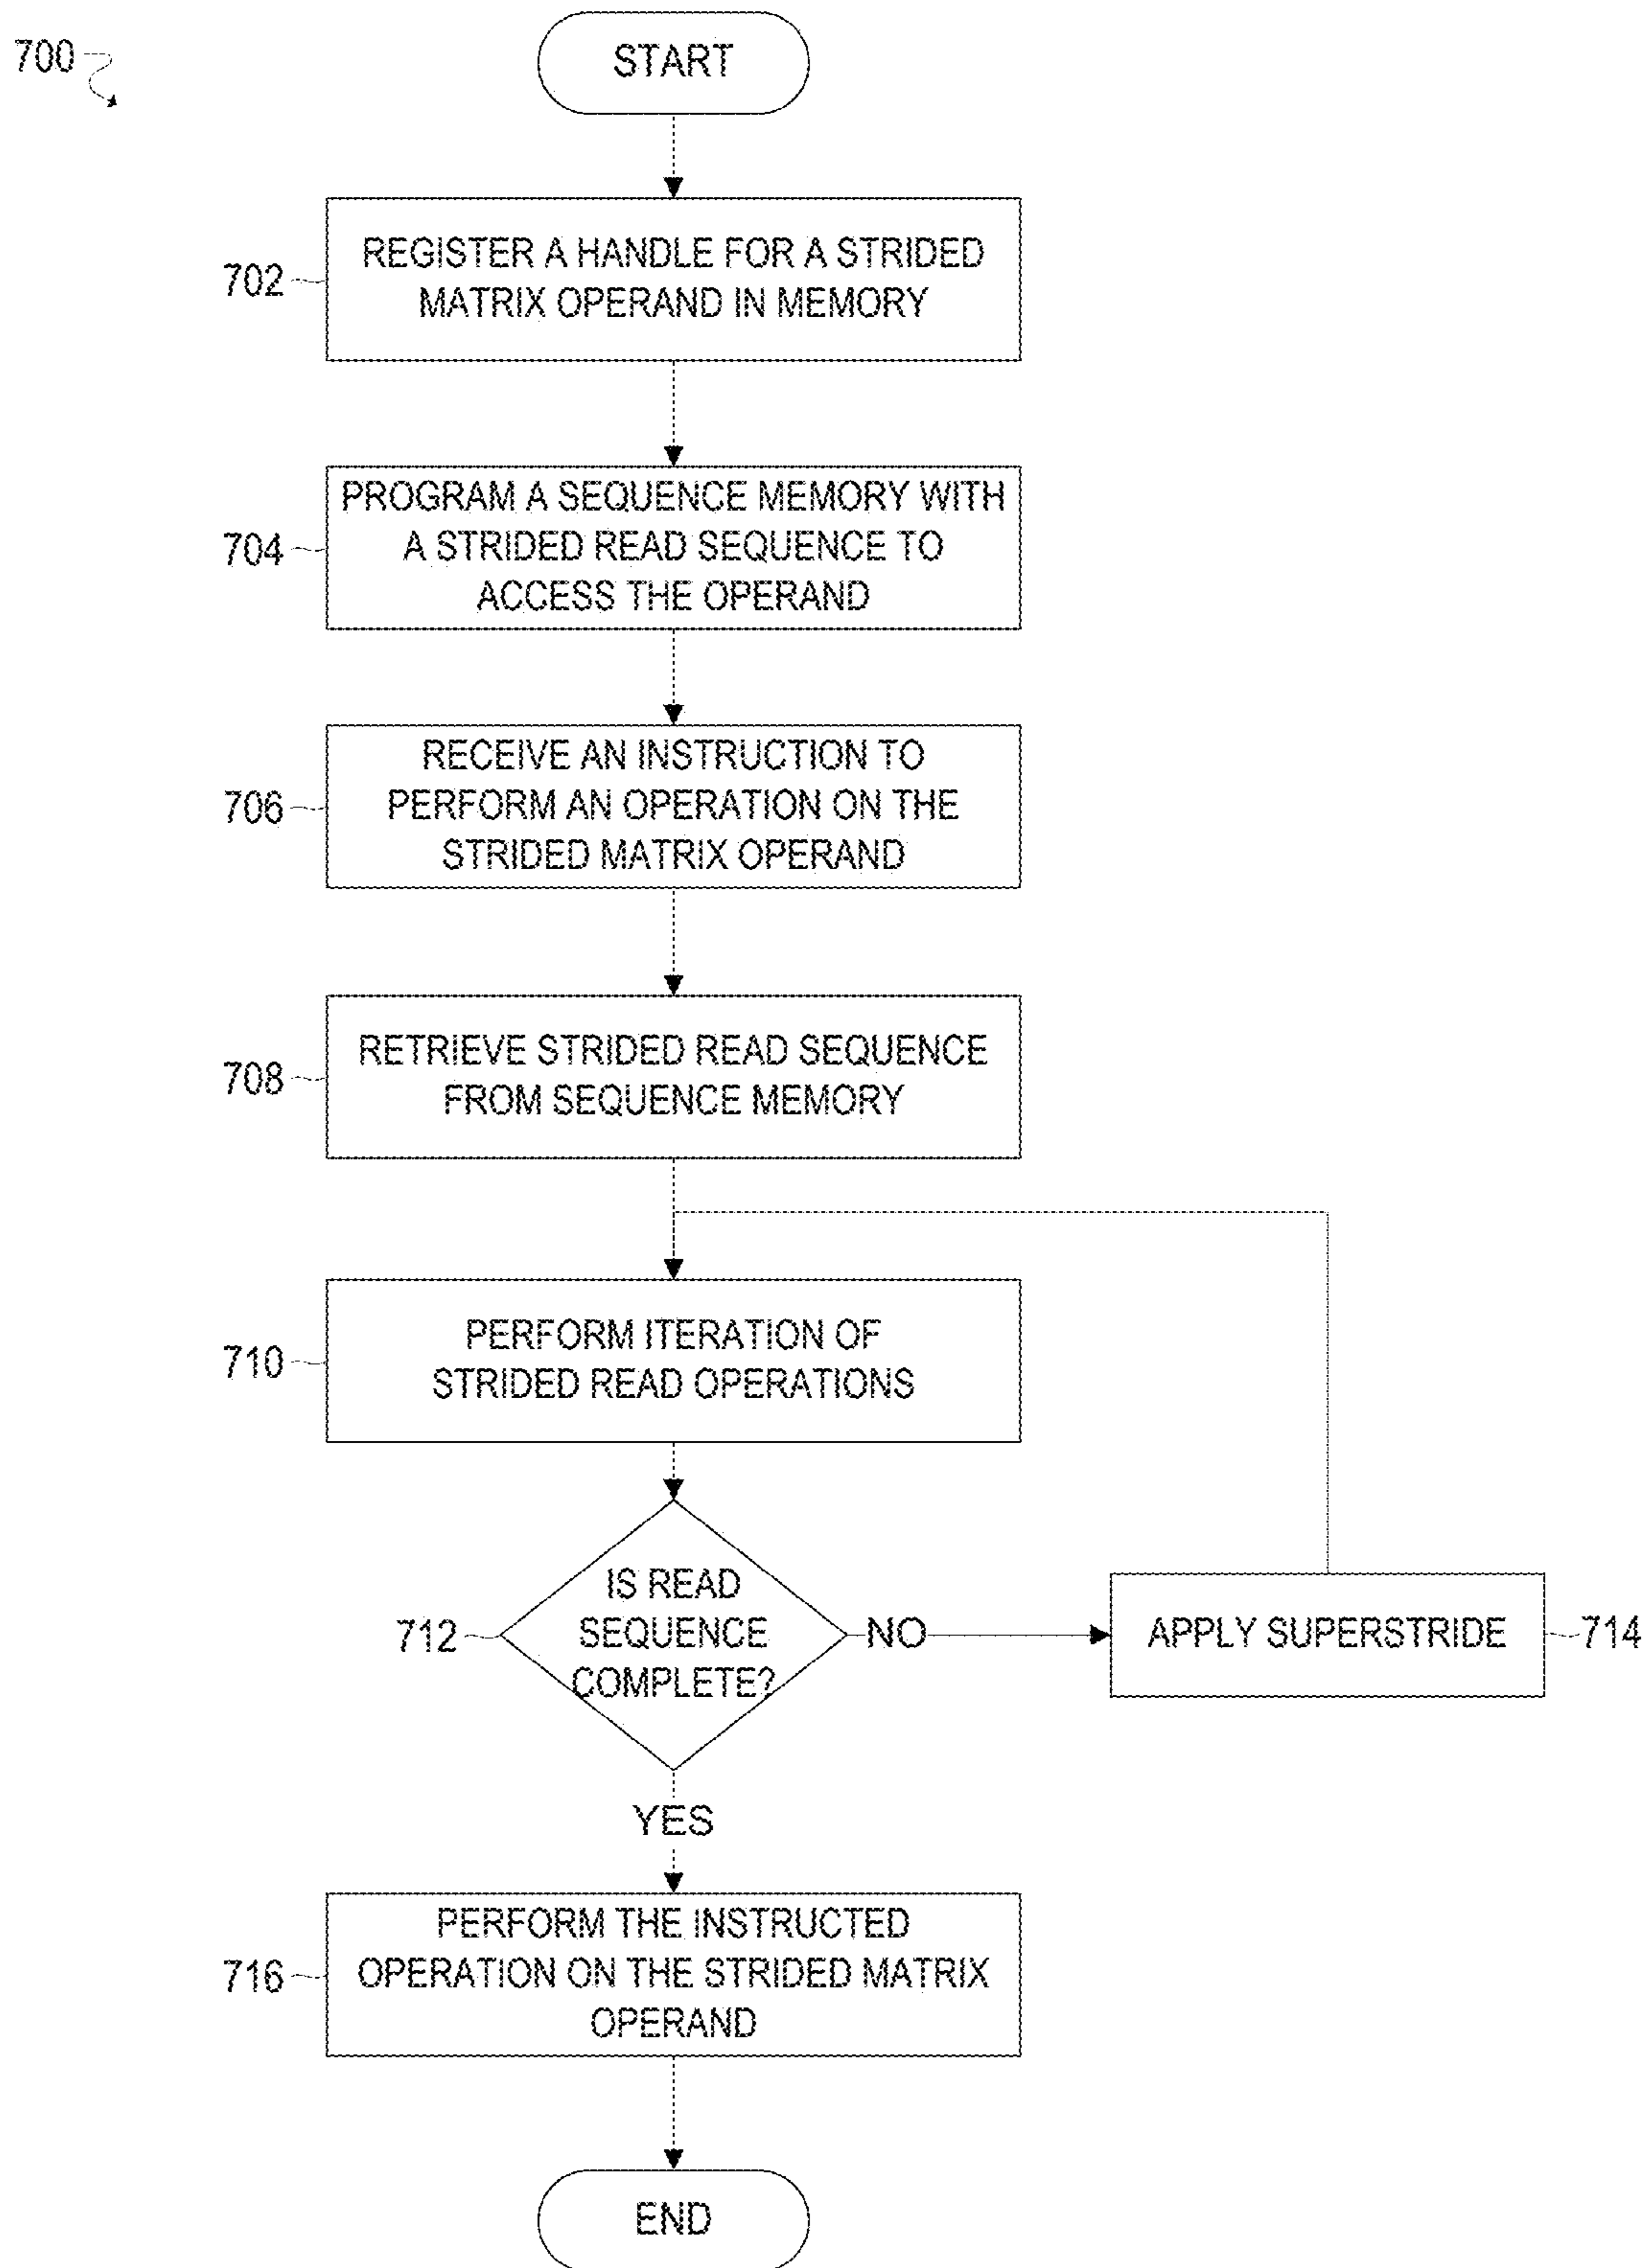 700
START
702
REGISTER A HANDLE FOR A STRIDED
MATRIX OPERAND IN MEMORY
704
PROGRAM A SEQUENCE MEMORY WITH
A STRIDED READ SEQUENCE TO
ACCESS THE OPERAND
706
RECEIVE AN INSTRUCTION TO
PERFORM AN OPERATION ON THE
STRIDED MATRIX OPERAND
708
RETRIEVE STRIDED READ SEQUENCE
FROM SEQUENCE MEMORY
710
PERFORM ITERATION OF
STRIDED READ OPERATIONS
712
IS READ
SEQUENCE
COMPLETE?
NO
APPLY SUPERSTRIDE
714
YES
716
PERFORM THE INSTRUCTED
OPERATION ON THE STRIDED MATRIX
OPERAND
END